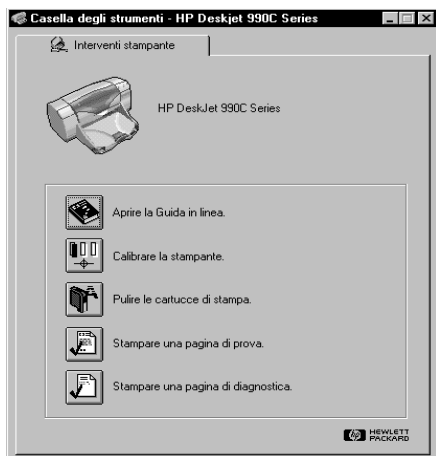 Casella degli strumenti - HP Deskjet 990C Series
Interventi stampante
HP DeskJet 990C Series
Aprire la Guida in linea.
Calibrare la stampante.
Pulire le cartucce di stampa.
Stampare una pagina di prova.
Stampare una pagina di diagnostica.
hp HEWLETT
PACKARD